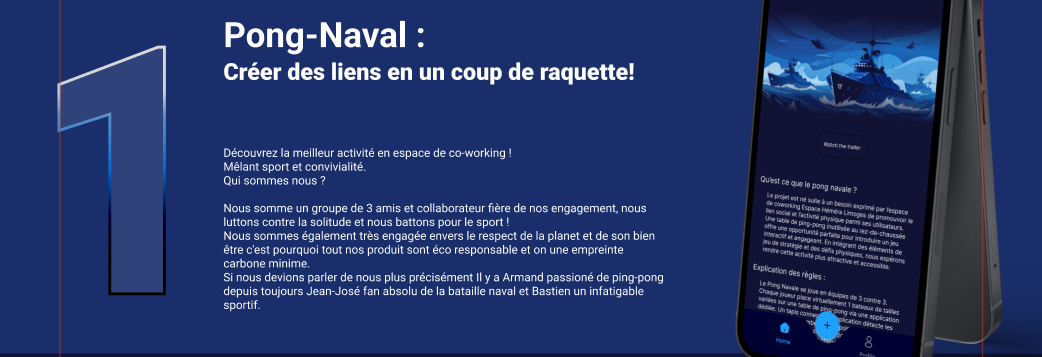 1
Pong-Naval :
Créer des liens en un coup de raquette!
Découvrez la meilleur activité en espace de co-working !
Mêlant sport et convivialité.
Qui sommes nous ?
Nous somme un groupe de 3 amis et collaborateur fière de nos engagement, nous
luttons contre la solitude et nous battons pour le sport !
Nous sommes également très engagée envers le respect de la planet et de son bien
être c'est pourquoi tout nos produit sont éco responsable et on une empreinte
carbone minime.
Si nous devions parler de nous plus précisément Il y a Armand passioné de ping-pong
depuis toujours Jean-José fan absolu de la bataille naval et Bastien un infatigable
sportif.
Watch the trailer
Qu'est ce que le pong navale ?
Le projet est né suite à un besoin exprimé par l'espace
de coworking Espace Héméra Limoges de promouvoir le
lien social et l'activité physique parmi ses utilisateurs.
Une table de ping-pong inutilisée au rez-de-chaussée
offre une opportunité parfaite pour introduire un jeu
interactif et engageant. En intégrant des éléments de
jeu de stratégie et des défis physiques, nous espérons
rendre cette activité plus attractive et accessible.
Explication des règles :
Le Pong Navale se joue en équipes de 3 contre 3.
Chaque joueur place virtuellement 1 bateaux de tailles
variées sur une table de ping-pong via une application
dédiée. Un tapis connec pplication détecte les
Home
+
Profile